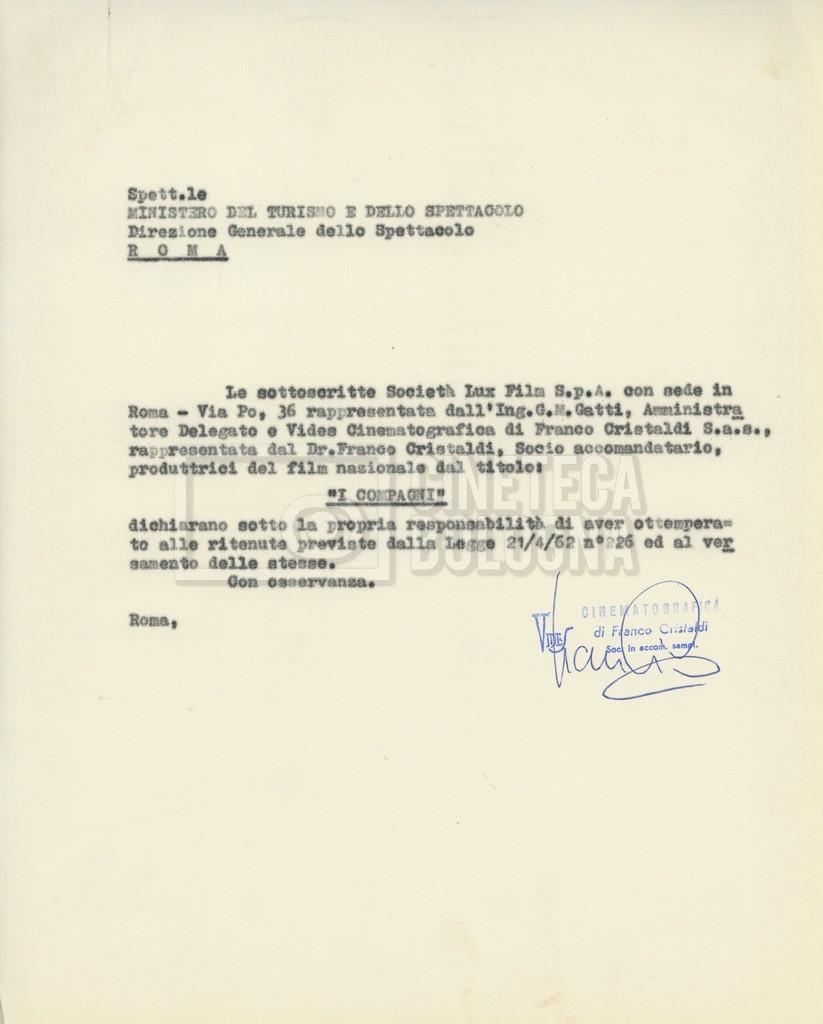 Spett.le
MINISTERO DEL TURISMO E DELLO SPETTACOLO
Direzione Generale dello Spettacolo
R O M A
Le sottoscritte Società Lux Film S.p.A. con sede in
Roma - Via Po, 36 rappresentata dall'Ing.G.M.Gatti, Amministra
tore Delegato e Vides Cinematografica di Franco Cristaldi S.a.s.,
rappresentata dal Dr.Franco Cristaldi, Socio accomandatario,
produttrici del film nazionale dal titolo:
"I COMPAGNI"
dichiarano sotto la propria responsabilità di aver ottempera=
to alle ritenute previste dalla Legge 21/4/62 n°226 ed al ver
samento delle stesse.
Con osservanza.
Roma,
VIDES CINEMATOGRAFICA
di Franco Cristaldi
Soc. in accom. sempl.
CINETECA
BOLOGNA